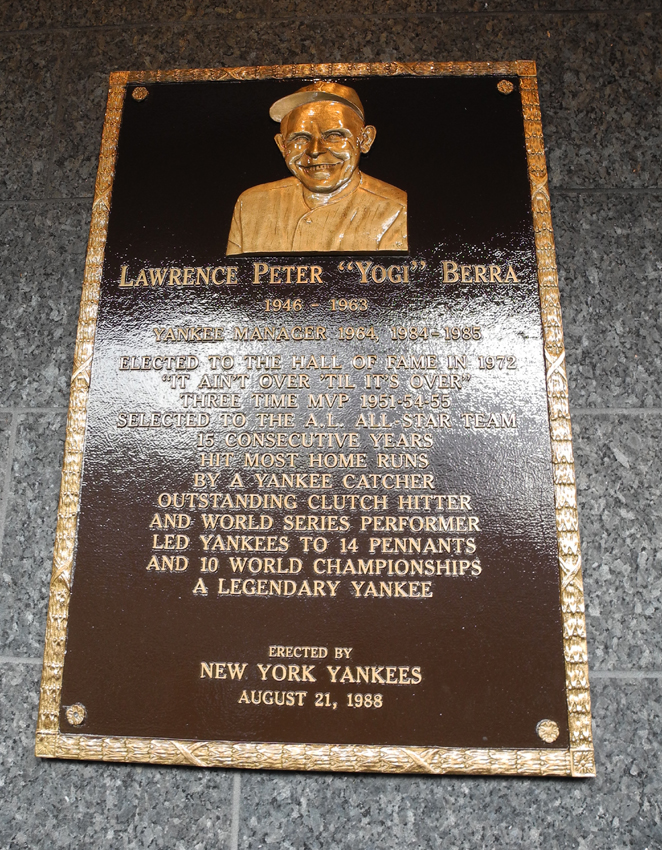 LAWRENCE PETER "YOGI" BERRA
1946 - 1963
YANKEE MANAGER 1964, 1984-1985
ELECTED TO THE HALL OF FAME IN 1972
"IT AIN'T OVER 'TIL IT'S OVER"
THREE TIME MVP 1951-54-55
SELECTED TO THE A.L. ALL-STAR TEAM
15 CONSECUTIVE YEARS
HIT MOST HOME RUNS
BY A YANKEE CATCHER
OUTSTANDING CLUTCH HITTER
AND WORLD SERIES PERFORMER
LED YANKEES TO 14 PENNANTS
AND 10 WORLD CHAMPIONSHIPS
A LEGENDARY YANKEE
ERECTED BY
NEW YORK YANKEES
AUGUST 21, 1988